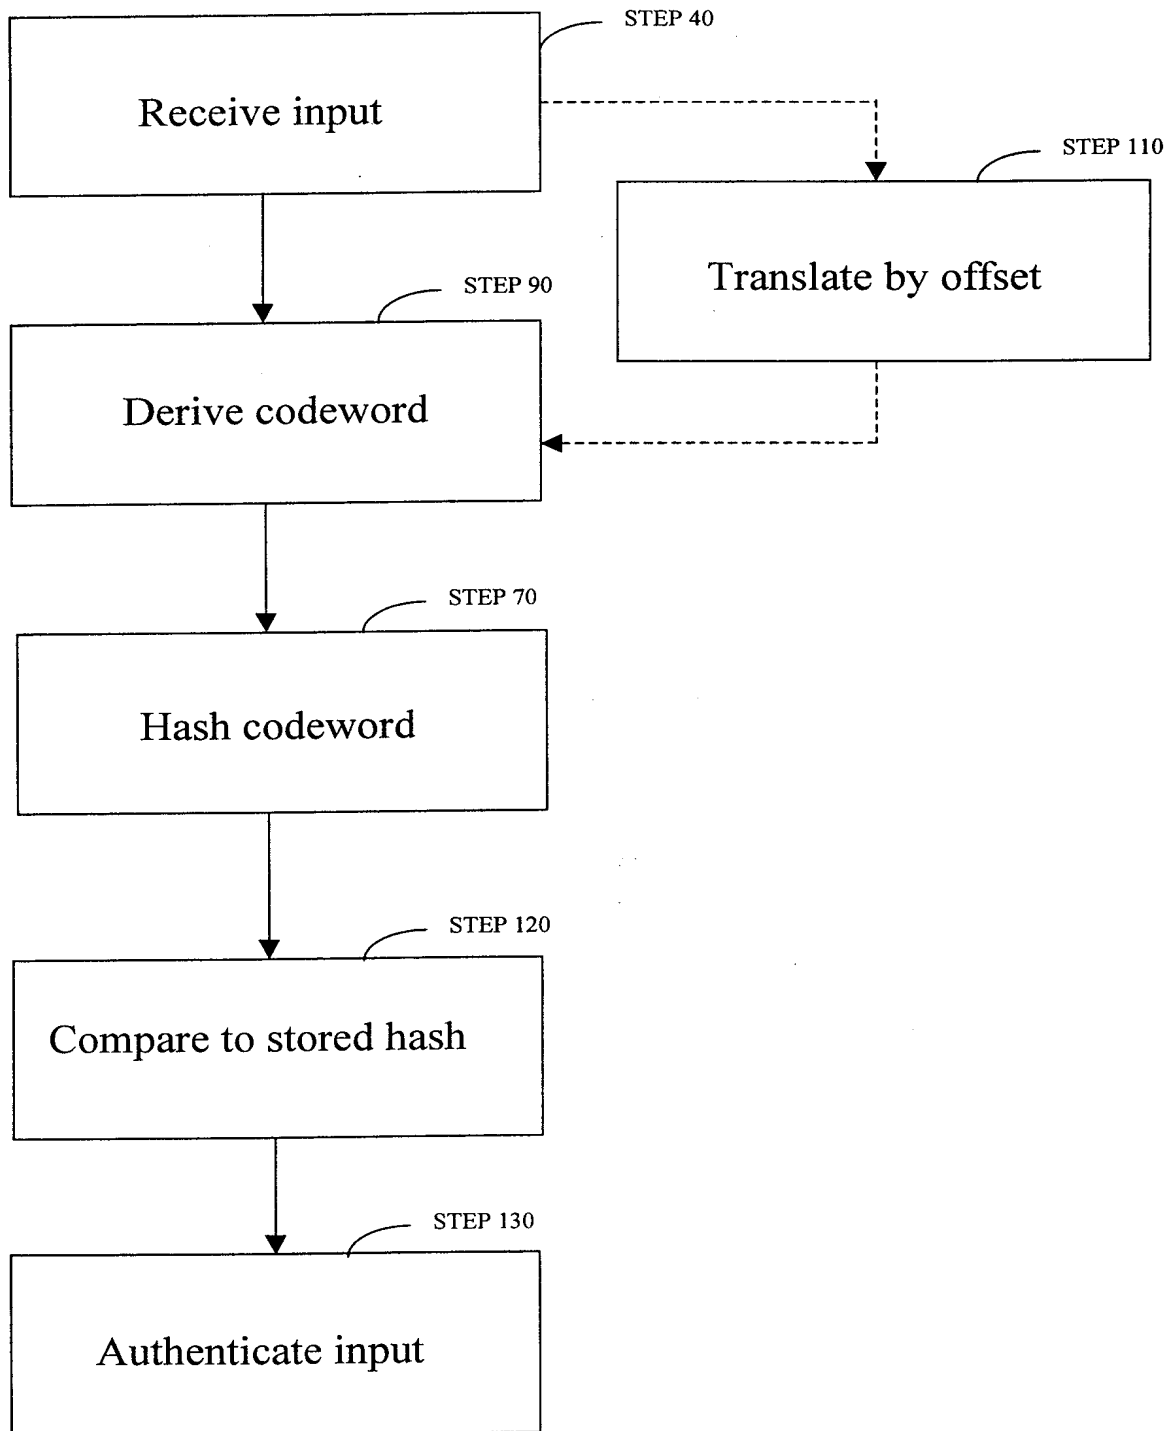 STEP 40
Receive input
STEP 110
Translate by offset
STEP 90
Derive codeword
STEP 70
Hash codeword
STEP 120
Compare to stored hash
STEP 130
Authenticate input